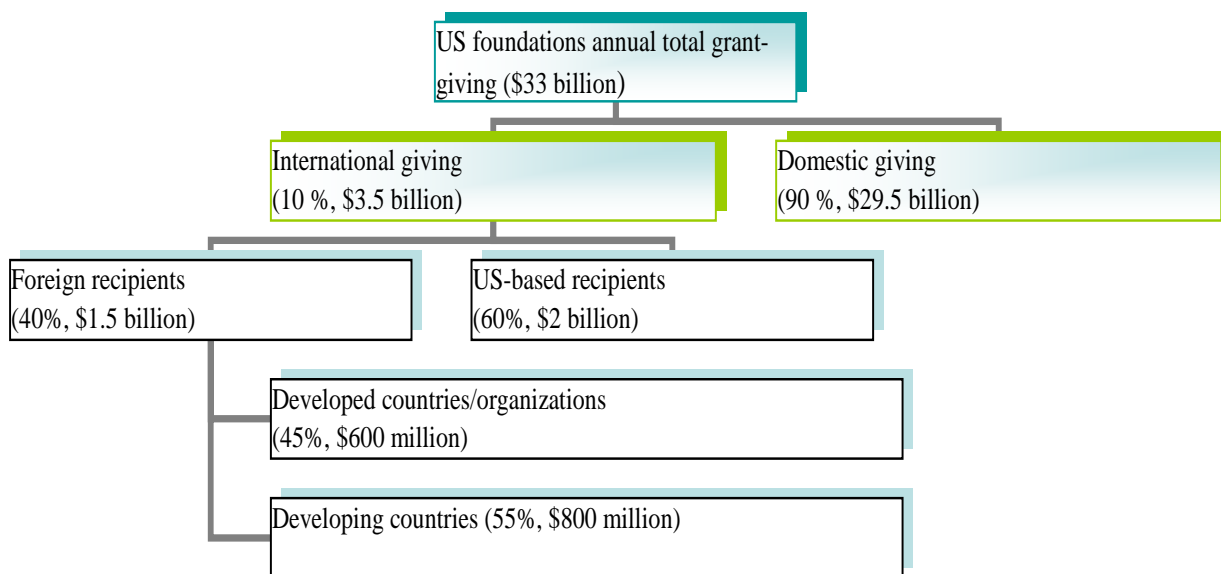 US foundations annual total grant-
giving ($33 billion)
International giving
(10 %, $3.5 billion)
Domestic giving
(90 %, $29.5 billion)
Foreign recipients
(40%, $1.5 billion)
US-based recipients
(60%, $2 billion)
Developed countries/organizations
(45%, $600 million)
Developing countries (55%, $800 million)